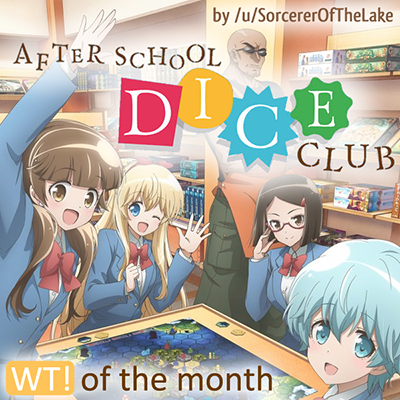 by /u/SorcererOfTheLake
AFTER SCHOOL
DICE
CLUB
WT! of the month